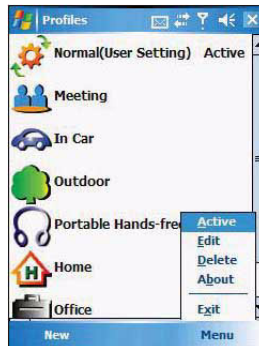 Profiles
Normal(User Setting) Active
Meeting
In Car
Outdoor
Portable Hands-free
Home
Office
Active
Edit
Delete
About
Exit
New Menu